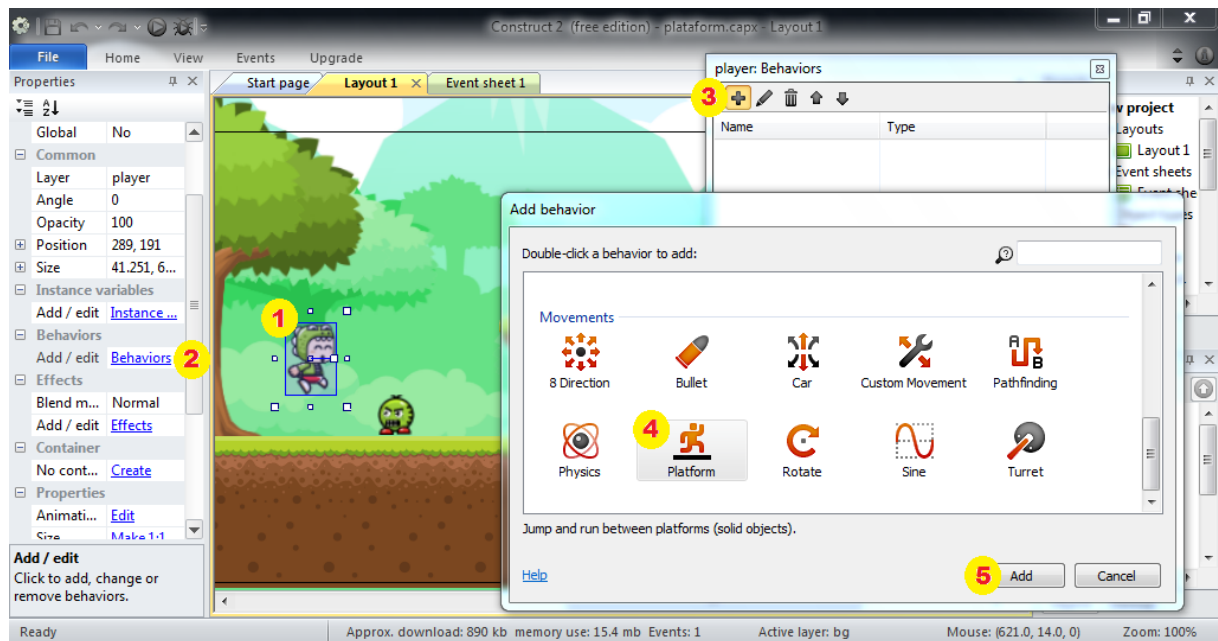 Construct 2 (free edition) - plataform.capx - Layout 1
File Home View Events Upgrade
Properties
Start page Layout 1 Event sheet 1
Global No
Common
Layer player
Angle 0
Opacity 100
Position 289, 191
Size 41.251, 6...
Instance variables
Add / edit Instance ...
Behaviors
Add / edit Behaviors
Effects
Blend m... Normal
Add / edit Effects
Container
No cont... Create
Properties
Animati... Edit
Size Make 1:1
Add / edit
Click to add, change or
remove behaviors.
1
2
player: Behaviors
3
Name Type
w project
Layouts
Layout 1
Event sheets
Event she
Add behavior
Double-click a behavior to add:
Movements
8 Direction Bullet Car Custom Movement Pathfinding
4
Physics Platform Rotate Sine Turret
Jump and run between platforms (solid objects).
Help 5 Add Cancel
Ready Approx. download: 890 kb memory use: 15.4 mb Events: 1 Active layer: bg Mouse: (621.0, 14.0, 0) Zoom: 100%